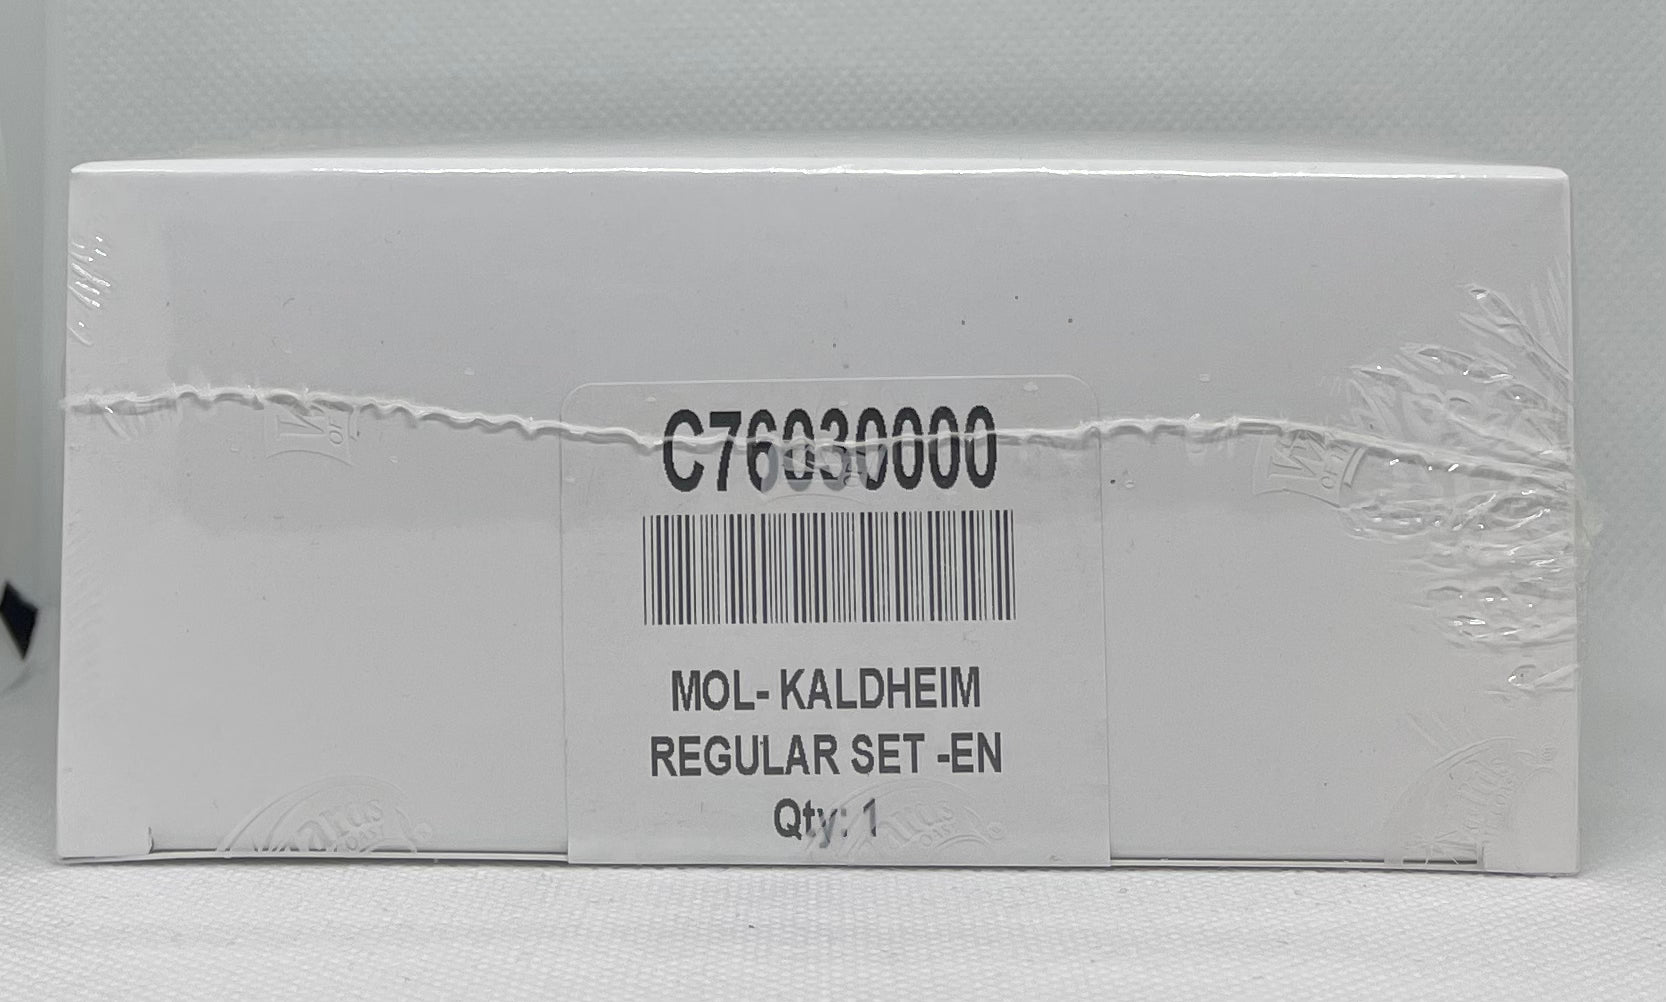 C76030000
MOL- KALDHEIM
REGULAR SET -EN
Qty: 1